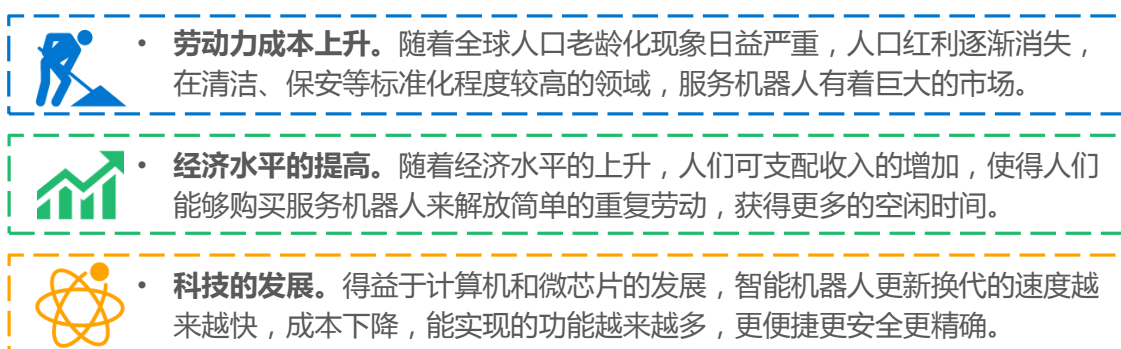 • 劳动力成本上升。随着全球人口老龄化现象日益严重，人口红利逐渐消失，
在清洁、保安等标准化程度较高的领域，服务机器人有着巨大的市场。
• 经济水平的提高。随着经济水平的上升，人们可支配收入的增加，使得人们
能够购买服务机器人来解放简单的重复劳动，获得更多的空闲时间。
• 科技的发展。得益于计算机和微芯片的发展，智能机器人更新换代的速度越
来越快，成本下降，能实现的功能越来越多，更便捷更安全更精确。